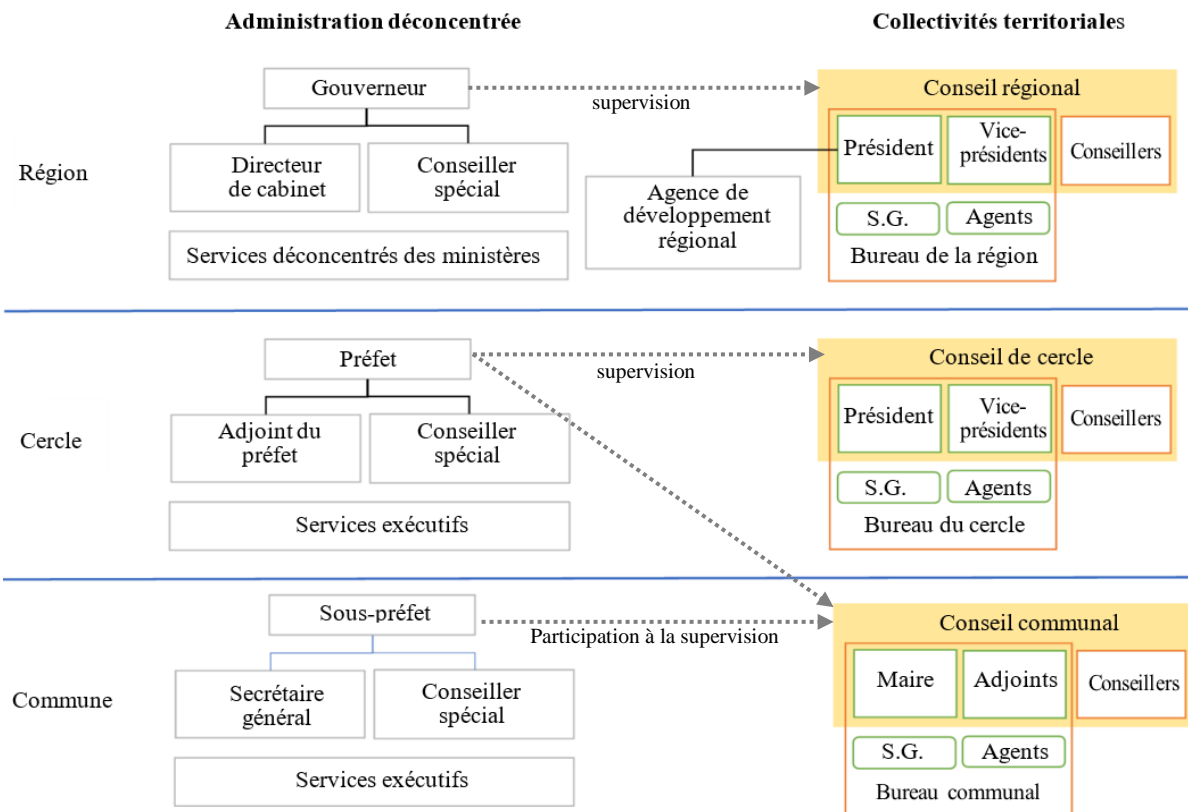 Administration déconcentrée
Collectivités territoriales
Région
Gouverneur
supervision
Conseil régional
Directeur
de cabinet
Conseiller
spécial
Services déconcentrés des ministères
Agence de
développement
régional
Président
Vice-
présidents
Conseillers
S.G.
Agents
Bureau de la région
Cercle
Préfet
supervision
Conseil de cercle
Adjoint du
préfet
Conseiller
spécial
Services exécutifs
Président
Vice-
présidents
Conseillers
S.G.
Agents
Bureau du cercle
Commune
Sous-préfet
Participation à la supervision
Conseil communal
Secrétaire
général
Conseiller
spécial
Services exécutifs
Maire
Adjoints
Conseillers
S.G.
Agents
Bureau communal